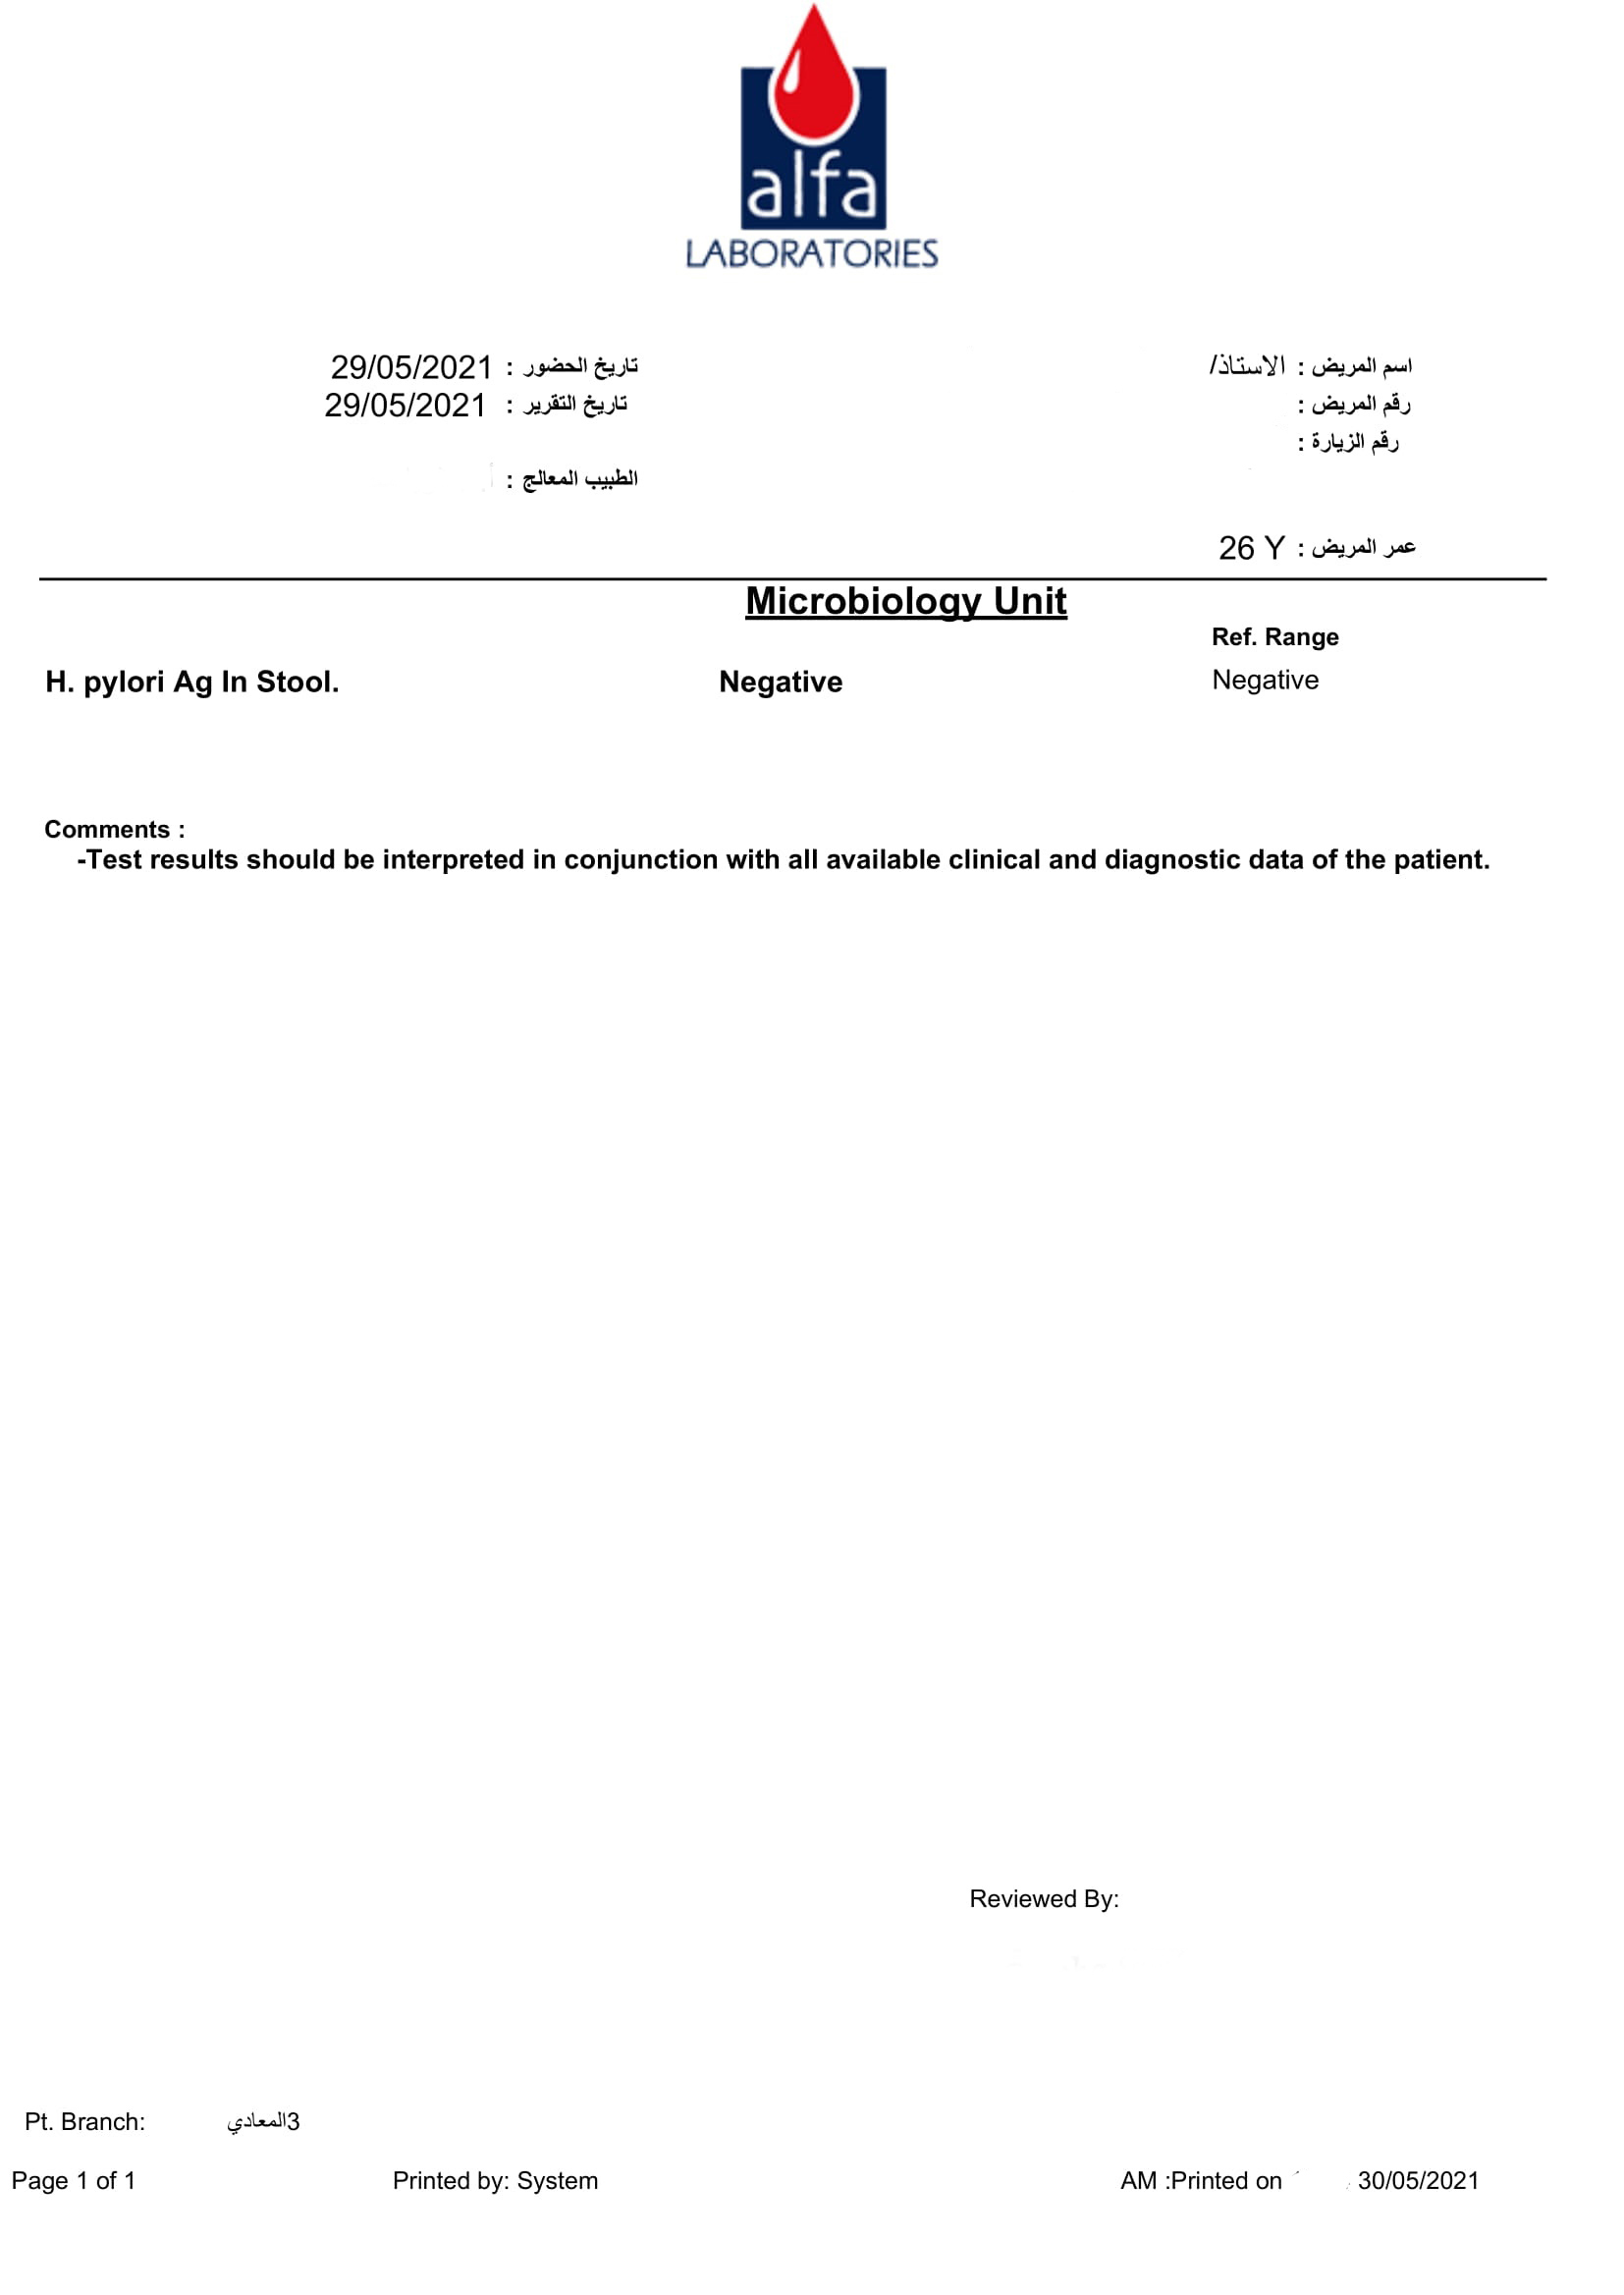 alfa
LABORATORIES
اسم المريض : الاستاذ/
تاريخ الحضور : 29/05/2021
رقم المريض :
تاريخ التقرير : 29/05/2021
رقم الزيارة :
الطبيب المعالج :
عمر المريض : 26 Y
Microbiology Unit
Ref. Range
H. pylori Ag In Stool. Negative Negative
Comments :
-Test results should be interpreted in conjunction with all available clinical and diagnostic data of the patient.
Reviewed By:
Pt. Branch: 3المعادي
Page 1 of 1 Printed by: System AM :Printed on 30/05/2021